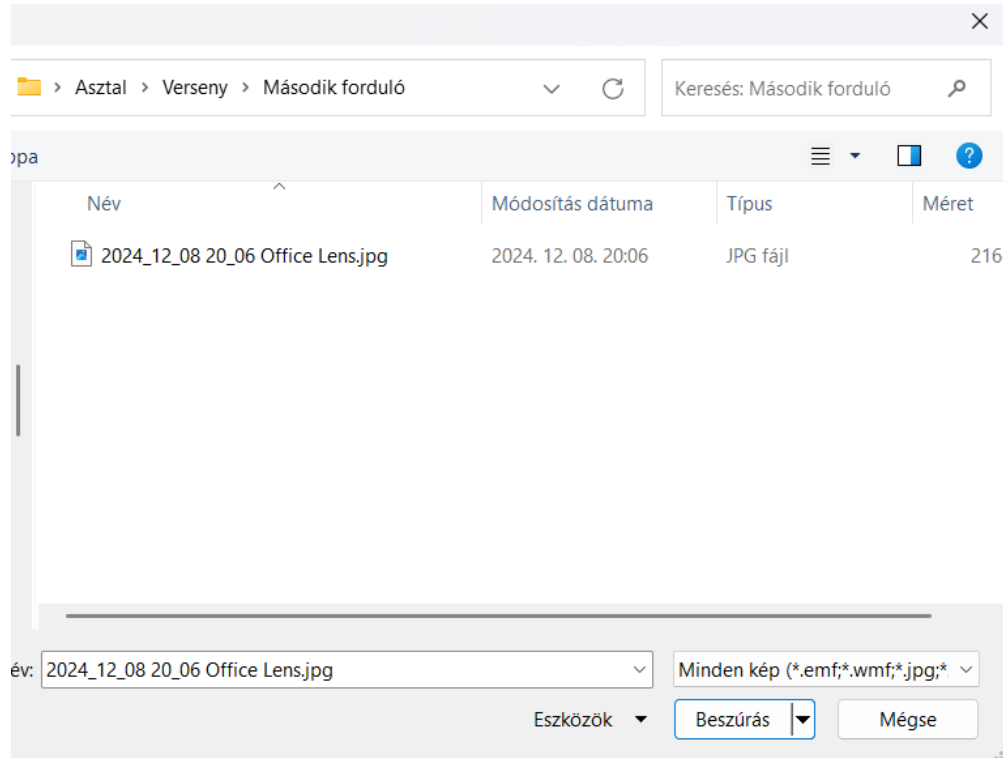 Asztal > Verseny > Második forduló
Keresés: Második forduló
ppa
?
Név Módosítás dátuma Típus Méret
2024_12_08 20_06 Office Lens.jpg 2024. 12. 08. 20:06 JPG fájl 216
év: 2024_12_08 20_06 Office Lens.jpg Minden kép (*.emf;*.wmf;*.jpg;*.
Eszközök Beszúrás Mégse